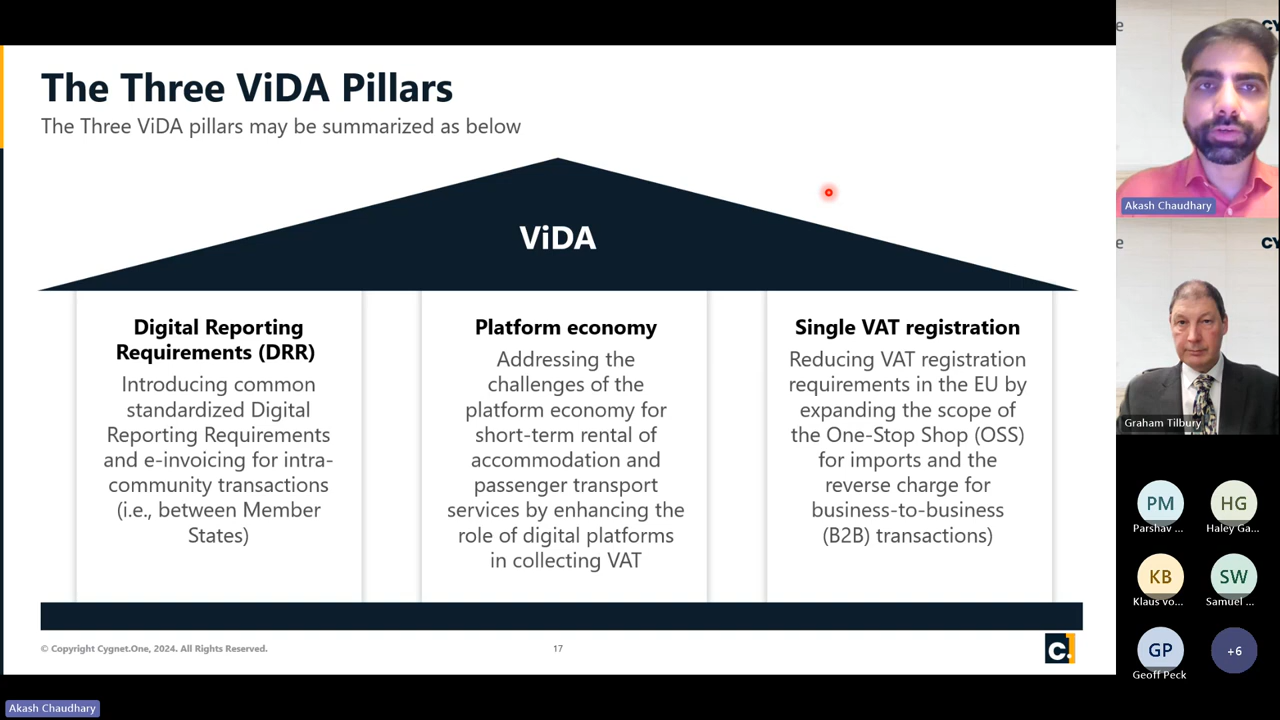 The Three ViDA Pillars
The Three ViDA pillars may be summarized as below
ViDA
Digital Reporting
Requirements (DRR)
Introducing common
standardized Digital
Reporting Requirements
and e-invoicing for intra-
community transactions
(i.e., between Member
States)
Platform economy
Addressing the
challenges of the
platform economy for
short-term rental of
accommodation and
passenger transport
services by enhancing the
role of digital platforms
in collecting VAT
Single VAT registration
Reducing VAT registration
requirements in the EU by
expanding the scope of
the One-Stop Shop (OSS)
for imports and the
reverse charge for
business-to-business
(B2B) transactions)
© Copyright Cygnet.One, 2024. All Rights Reserved.
17
C.
Akash Chaudhary
e
CY
Akash Chaudhary
e
CY
Graham Tilbury
PM
Parshav ...
HG
Haley Ga...
KB
Klaus vo...
SW
Samuel ...
GP
Geoff Peck
+6